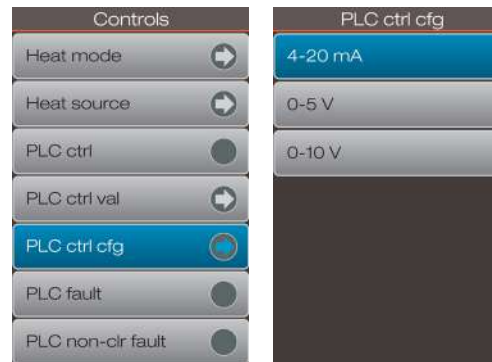 Controls
Heat mode
Heat source
PLC ctrl
PLC ctrl val
PLC ctrl cfg
PLC fault
PLC non-clr fault
PLC ctrl cfg
4-20 mA
0-5 V
0-10 V